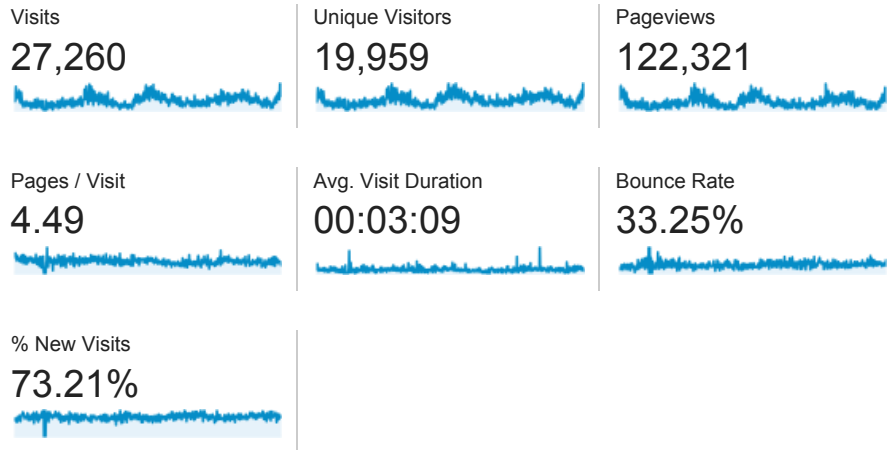 Visits
27,260
Unique Visitors
19,959
Pageviews
122,321
Pages / Visit
4.49
Avg. Visit Duration
00:03:09
Bounce Rate
33.25%
% New Visits
73.21%